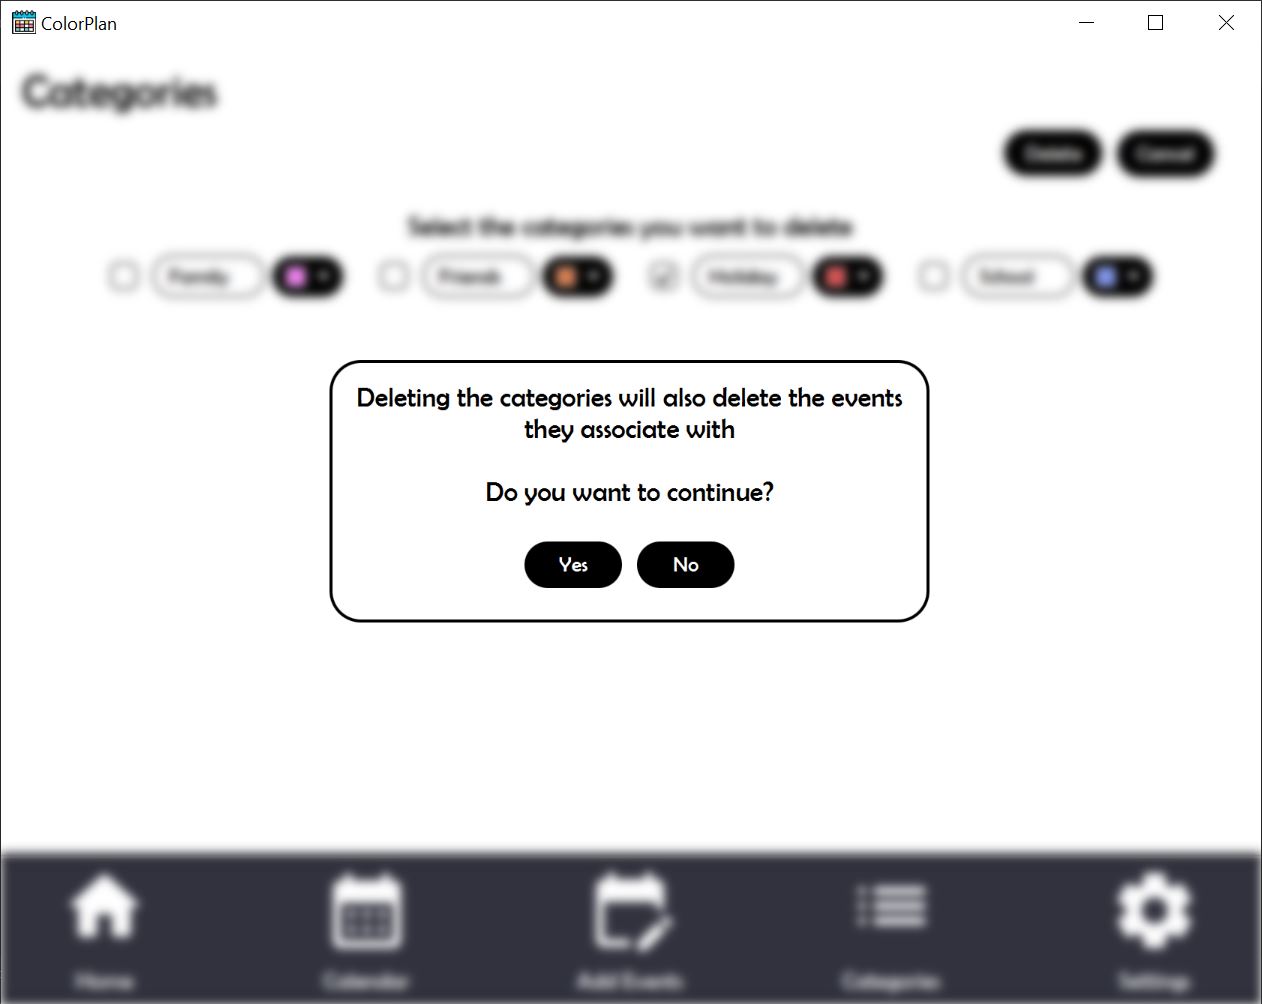 ColorPlan
Categories
Delete Cancel
Select the categories you want to delete
Family Friends Holiday School
Deleting the categories will also delete the events
they associate with
Do you want to continue?
Yes No
Home Calendar Add Events Categories Settings